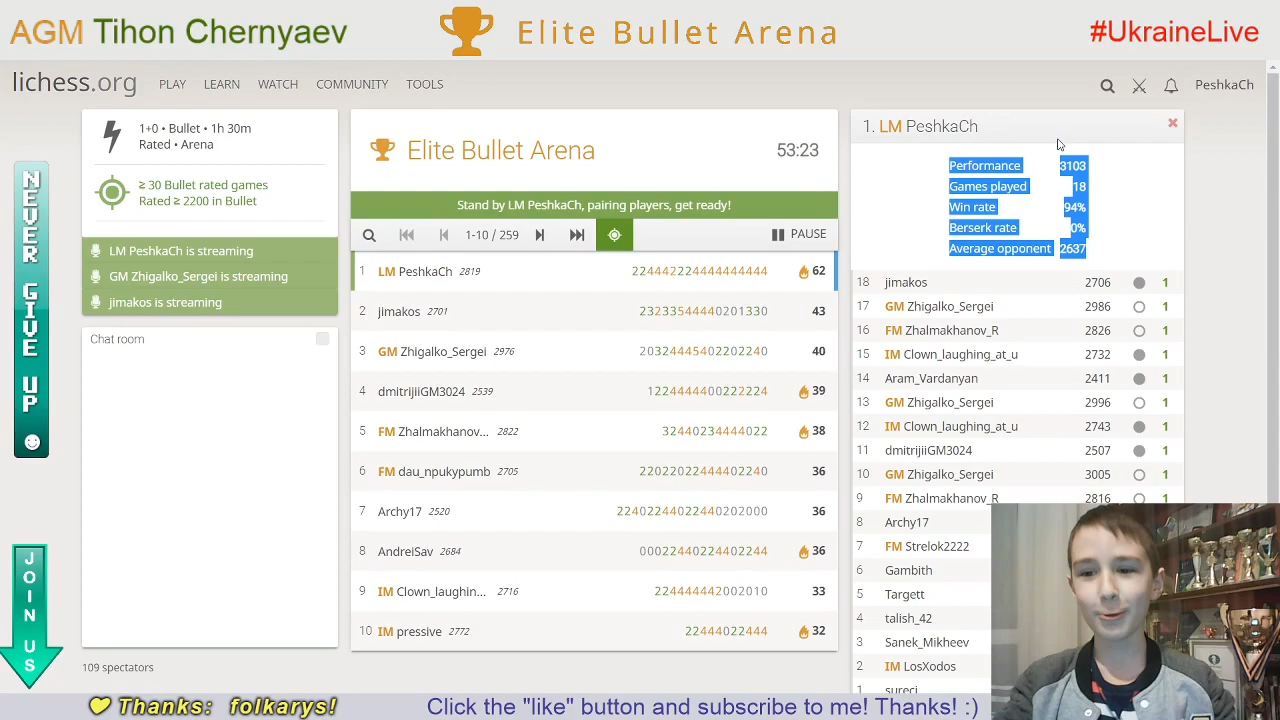 AGM Tihon Chernyaev
Elite Bullet Arena
#UkraineLive
lichess.org PLAY LEARN WATCH COMMUNITY TOOLS PeshkaCh
NEVER GIVE UP
JOIN US
1+0 • Bullet • 1h 30m
Rated • Arena
≥ 30 Bullet rated games
Rated ≥ 2200 in Bullet
LM PeshkaCh is streaming
GM Zhigalko_Sergei is streaming
jimakos is streaming
Chat room
109 spectators
Elite Bullet Arena 53:23
Stand by LM PeshkaCh, pairing players, get ready!
1-10 / 259 PAUSE
1 LM PeshkaCh 2819 224442224444444444 62
2 jimakos 2701 23233544440201330 43
3 GM Zhigalko_Sergei 2976 2032444540220224​0 40
4 dmitrijiiGM3024 2539 122444440022​2224 39
5 FM Zhalmakhanov... 2822 32440234444022 38
6 FM dau_npukypumb 2705 2202202244440224​0 36
7 Archy17 2520 2240224402244020​2000 36
8 AndreiSav 2684 0002244022440​2244 36
9 IM Clown_laughin... 2716 224444442002010 33
10 IM pressive 2772 22444022444 32
1. LM PeshkaCh
Performance 3103
Games played 18
Win rate 94%
Berserk rate 0%
Average opponent 2637
18 jimakos 2706 1
17 GM Zhigalko_Sergei 2986 1
16 FM Zhalmakhanov_R 2826 1
15 IM Clown_laughing_at_u 2732 1
14 Aram_Vardanyan 2411 1
13 GM Zhigalko_Sergei 2996 1
12 IM Clown_laughing_at_u 2743 1
11 dmitrijiiGM3024 2507 1
10 GM Zhigalko_Sergei 3005 1
9 FM Zhalmakhanov_R 2816 1
8 Archy17
7 FM Strelok2222
6 Gambith
5 Targett
4 talish_42
3 Sanek_Mikheev
2 IM LosXodos
1 sureci
Thanks: folkarys!
Click the "like" button and subscribe to me! Thanks! :)